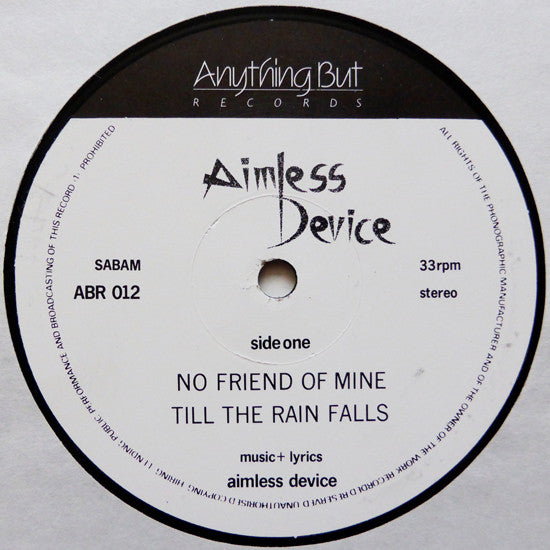 Anything But
RECORDS
Aimless
Device
SABAM
ABR 012
33rpm
stereo
side one
NO FRIEND OF MINE
TILL THE RAIN FALLS
music+ lyrics
aimless device
ALL RIGHTS OF THE PHONOGRAPHIC MANUFACTURER AND OF THE OWNER OF THE WORK RECORDED RESERVED UNAUTHORISED COPYING HIRING LENDING PUBLIC PERFORMANCE AND BROADCASTING OF THIS RECORD :1: PROHIBITED